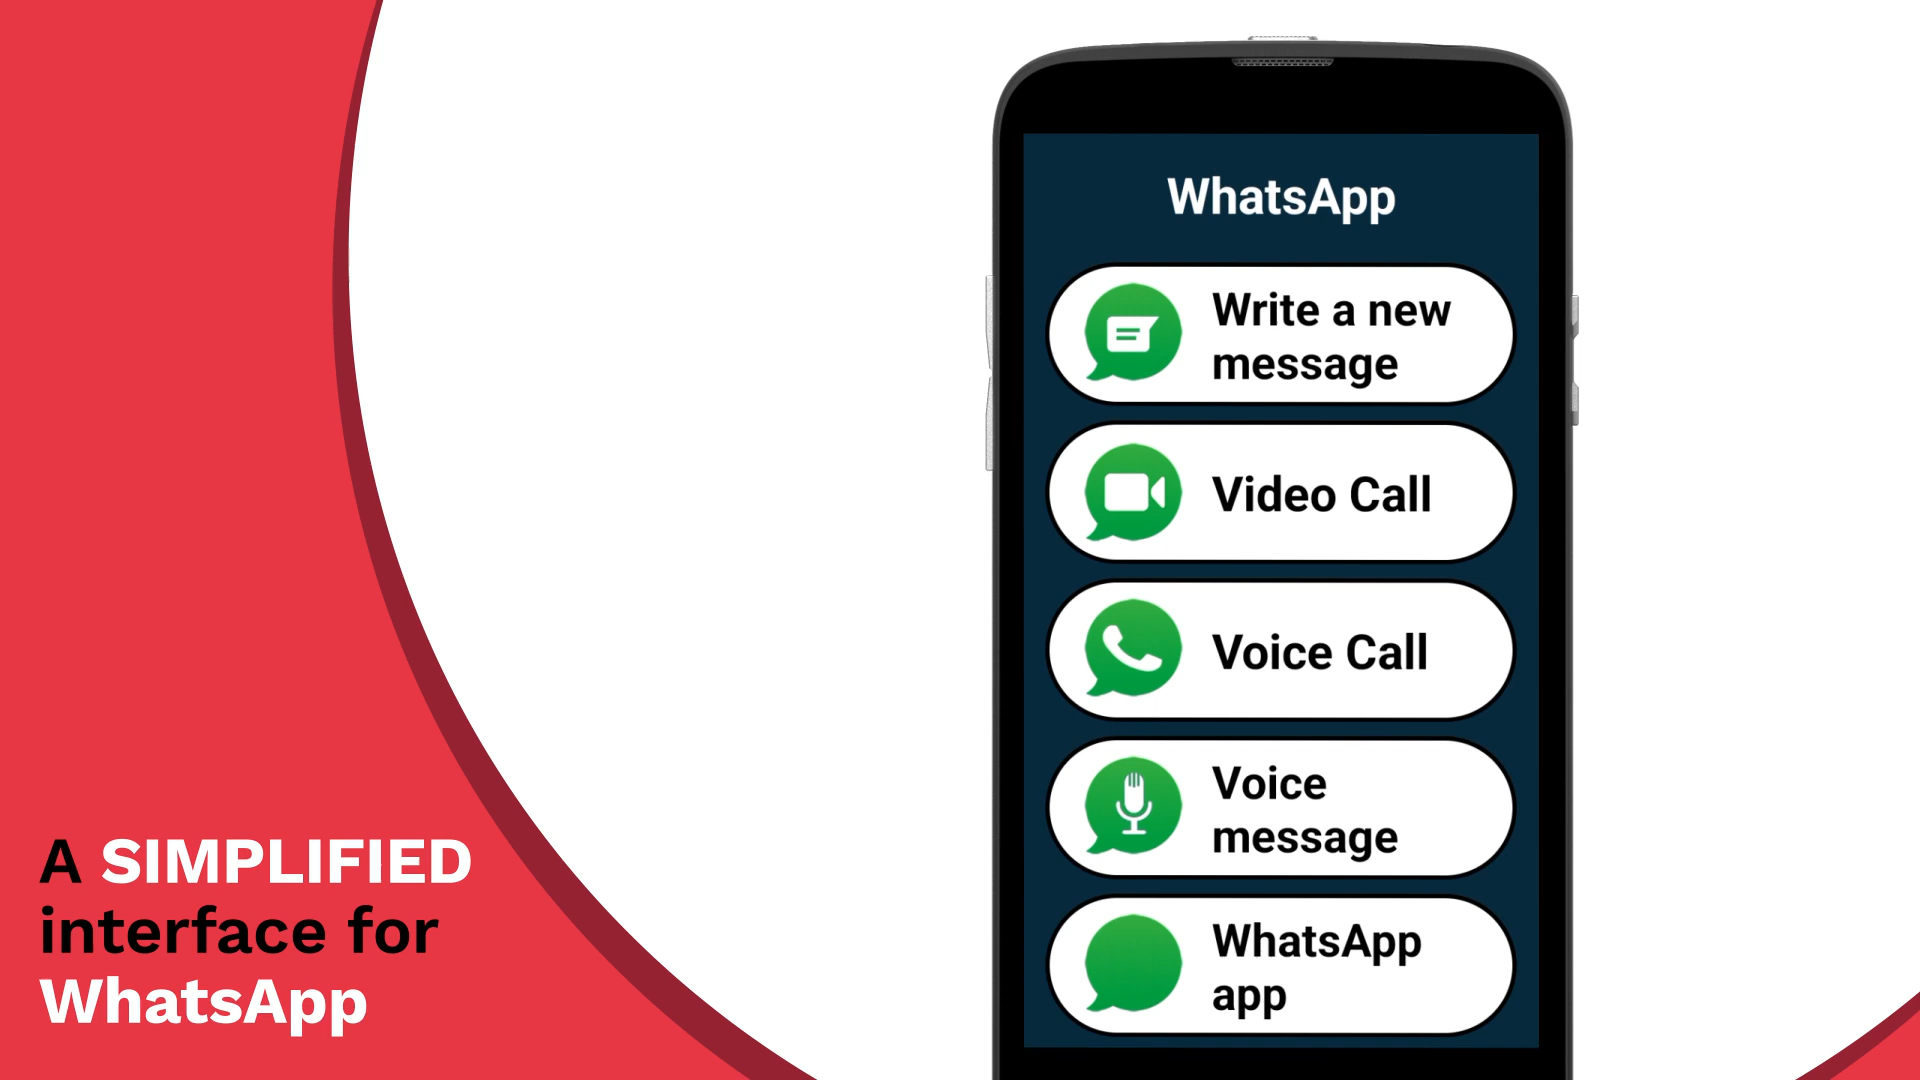 A SIMPLIFIED
interface for
WhatsApp
WhatsApp
Write a new
message
Video Call
Voice Call
Voice
message
WhatsApp
app